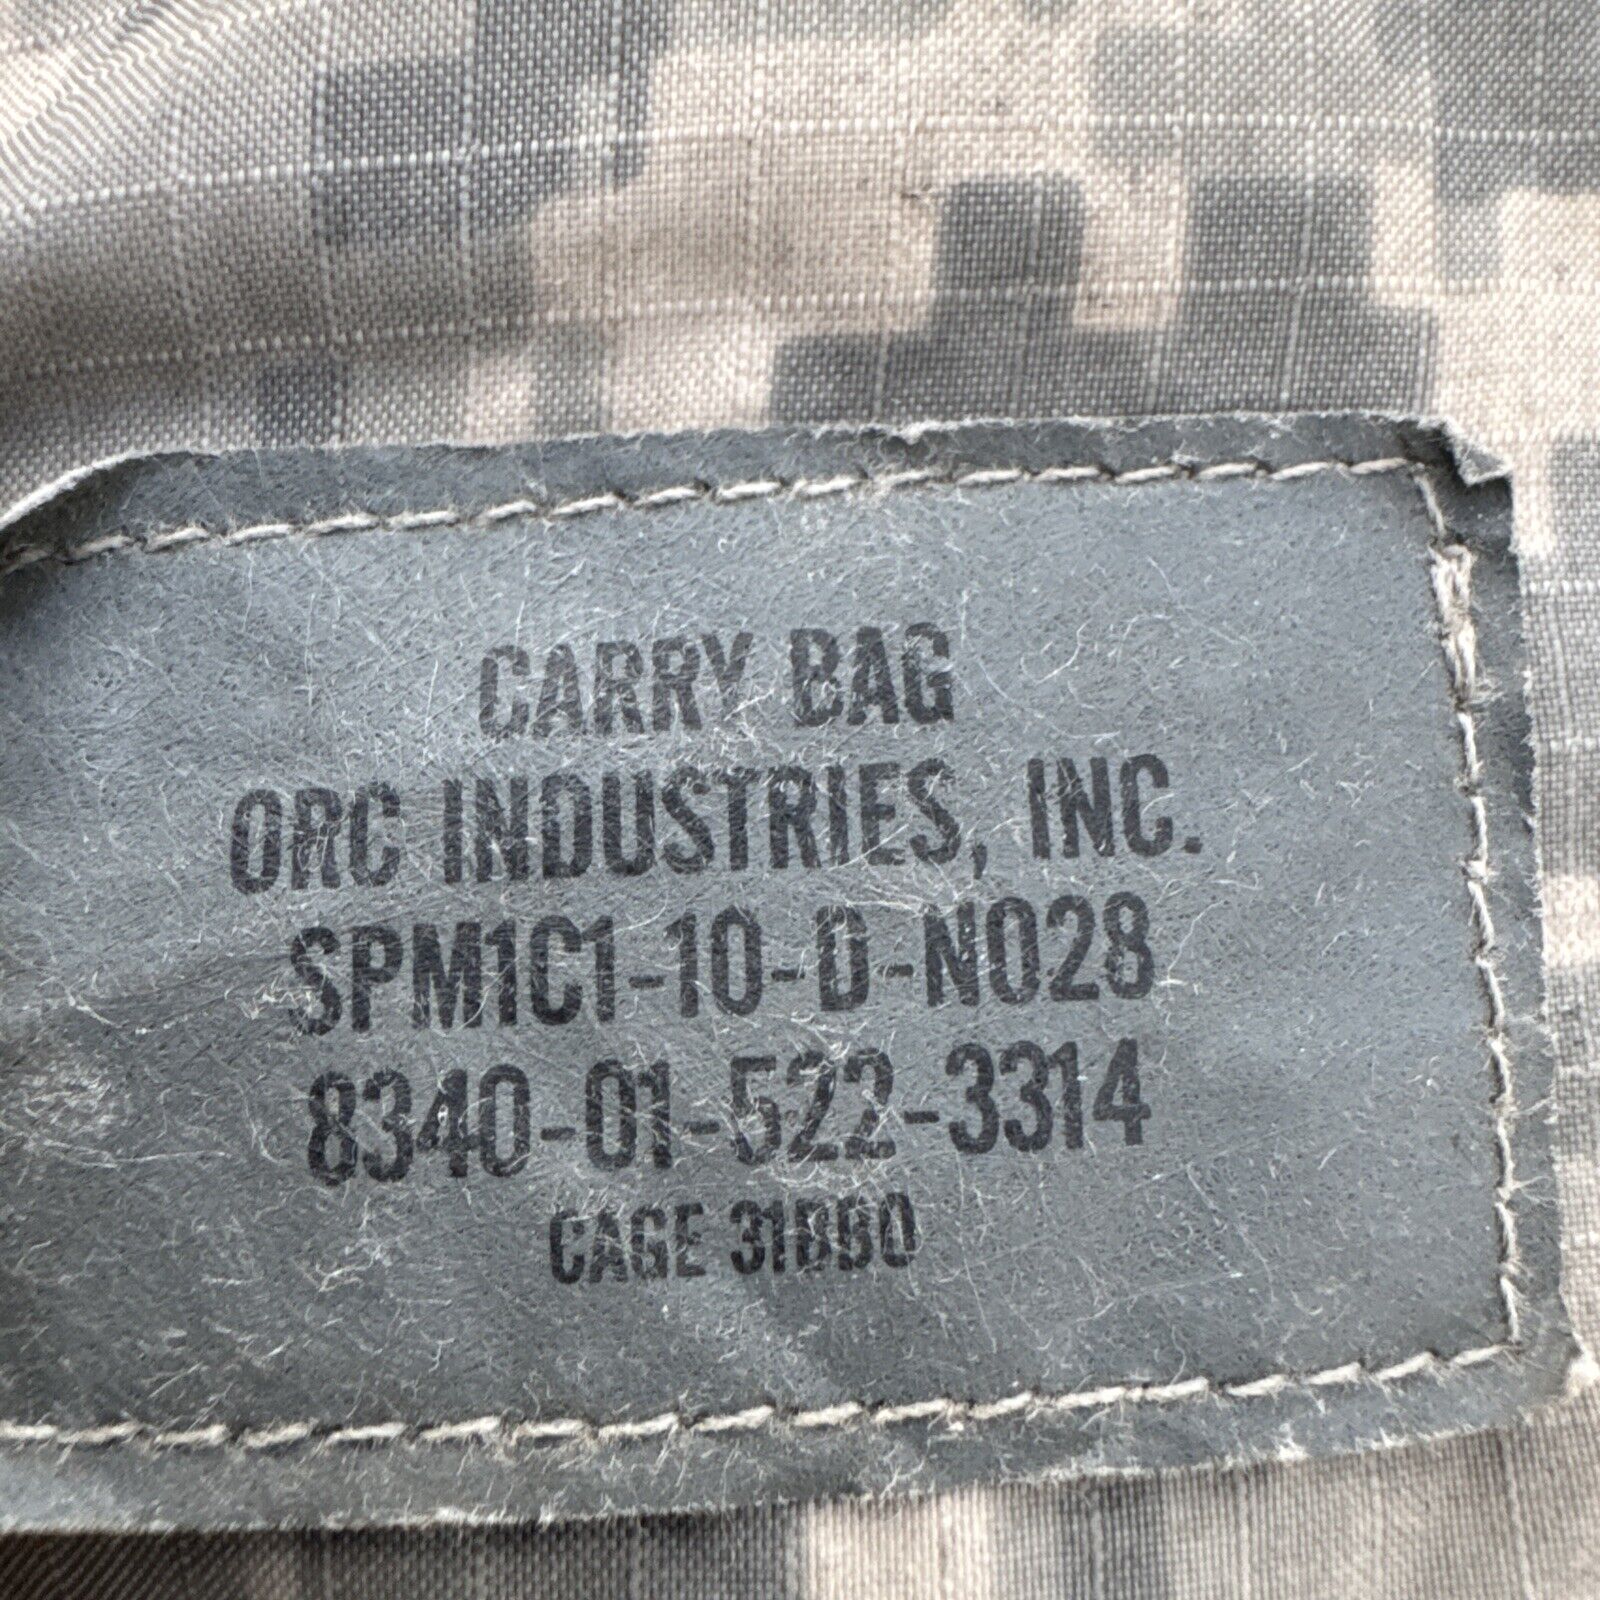 CARRY BAG
ORC INDUSTRIES, INC.
SPM1C1-10-D-N028
8340-01-522-3314
CAGE 31BB0